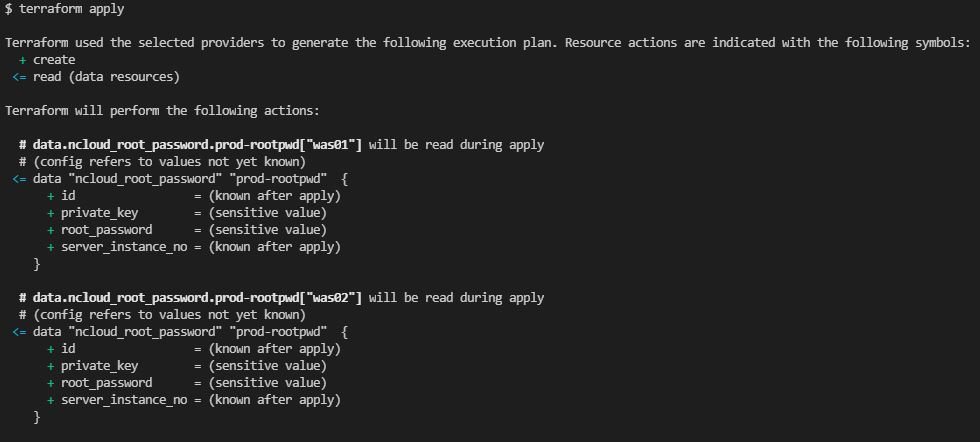 $ terraform apply
Terraform used the selected providers to generate the following execution plan. Resource actions are indicated with the following symbols:
  + create
 <= read (data resources)
Terraform will perform the following actions:
  # data.ncloud_root_password.prod-rootpwd["was01"] will be read during apply
  # (config refers to values not yet known)
 <= data "ncloud_root_password" "prod-rootpwd"  {
      + id                 = (known after apply)
      + private_key        = (sensitive value)
      + root_password      = (sensitive value)
      + server_instance_no = (known after apply)
    }
  # data.ncloud_root_password.prod-rootpwd["was02"] will be read during apply
  # (config refers to values not yet known)
 <= data "ncloud_root_password" "prod-rootpwd"  {
      + id                 = (known after apply)
      + private_key        = (sensitive value)
      + root_password      = (sensitive value)
      + server_instance_no = (known after apply)
    }